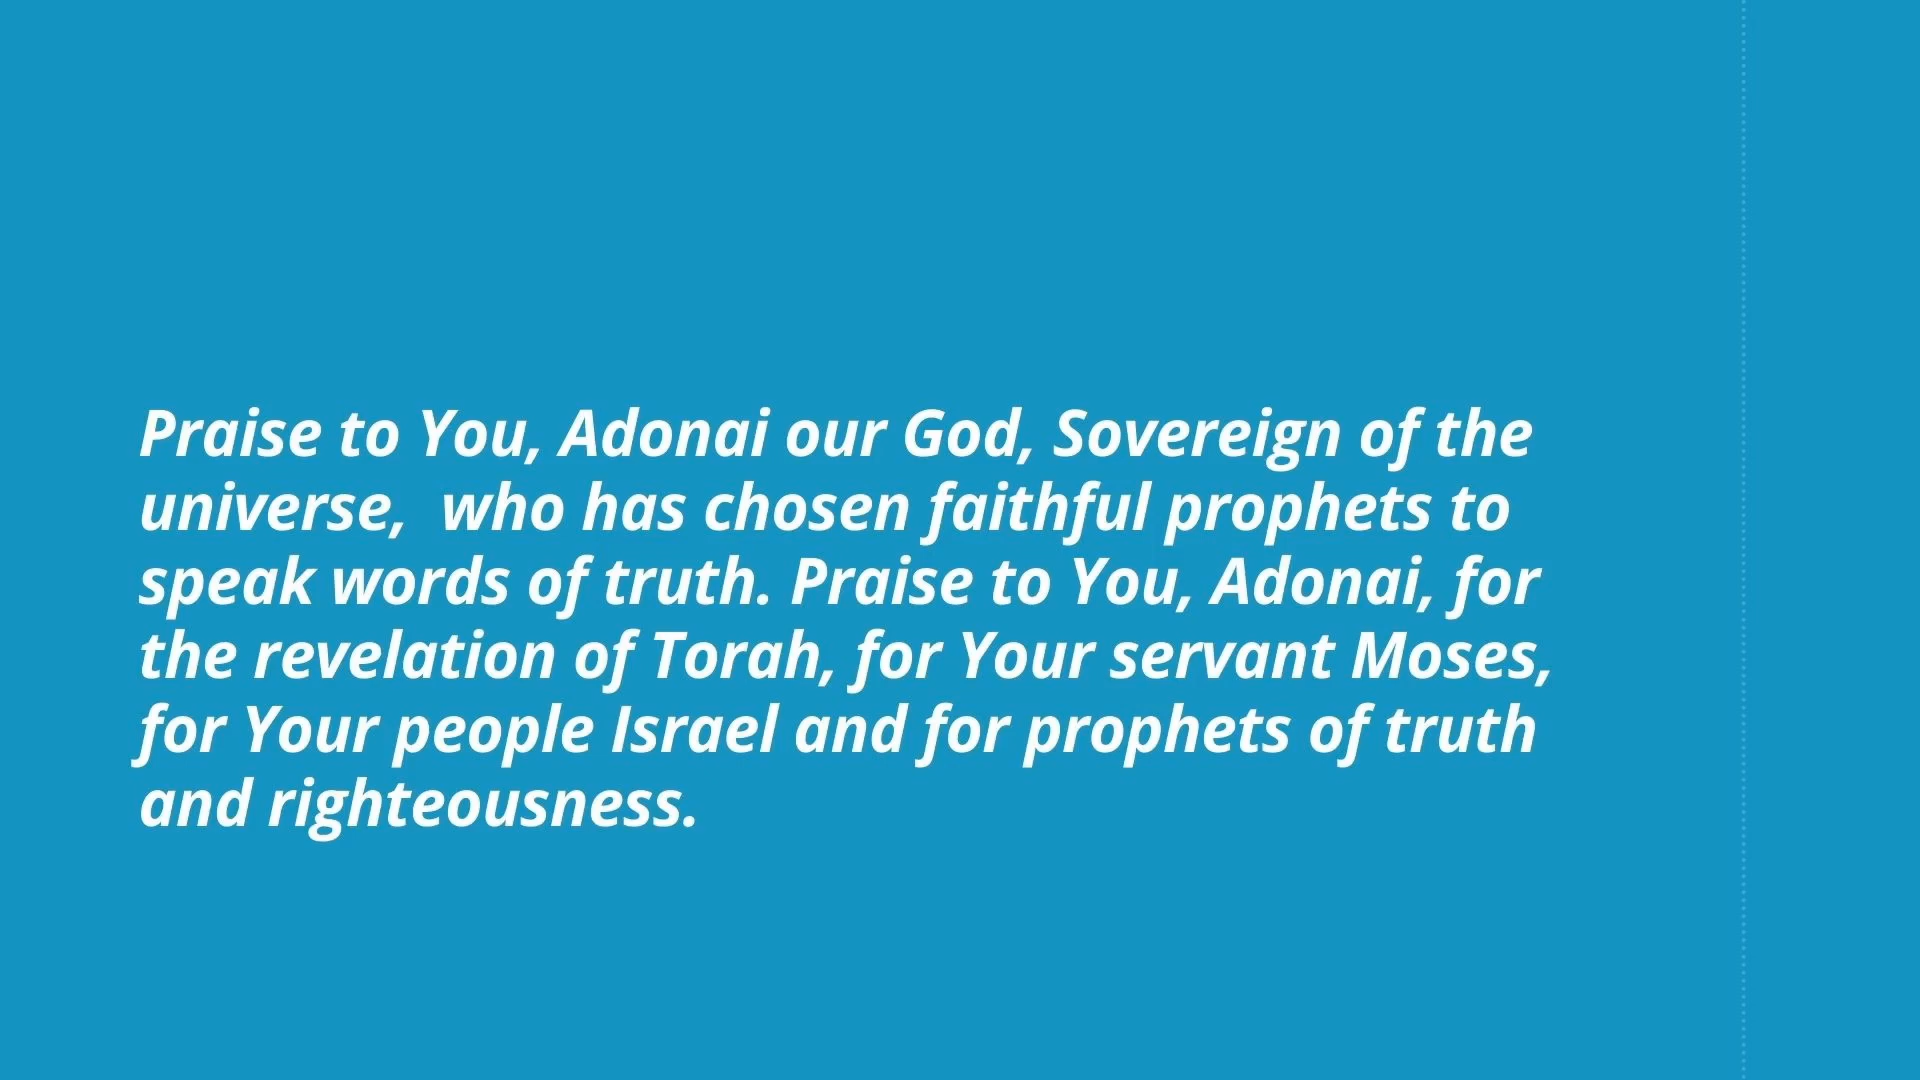 Praise to You, Adonai our God, Sovereign of the
universe,  who has chosen faithful prophets to
speak words of truth. Praise to You, Adonai, for
the revelation of Torah, for Your servant Moses,
for Your people Israel and for prophets of truth
and righteousness.